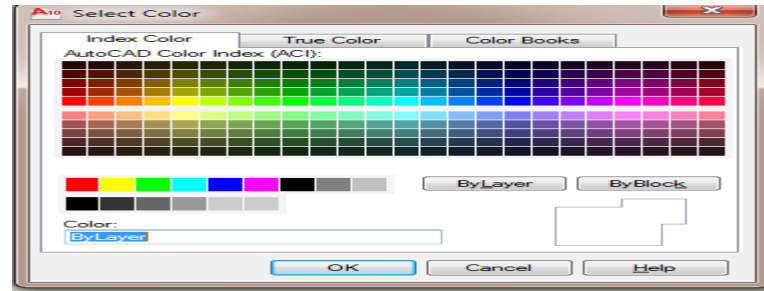 A10 Select Color
Index Color True Color Color Books
AutoCAD Color Index (ACI):
ByLayer ByBlock
Color:
ByLayer
OK Cancel Help